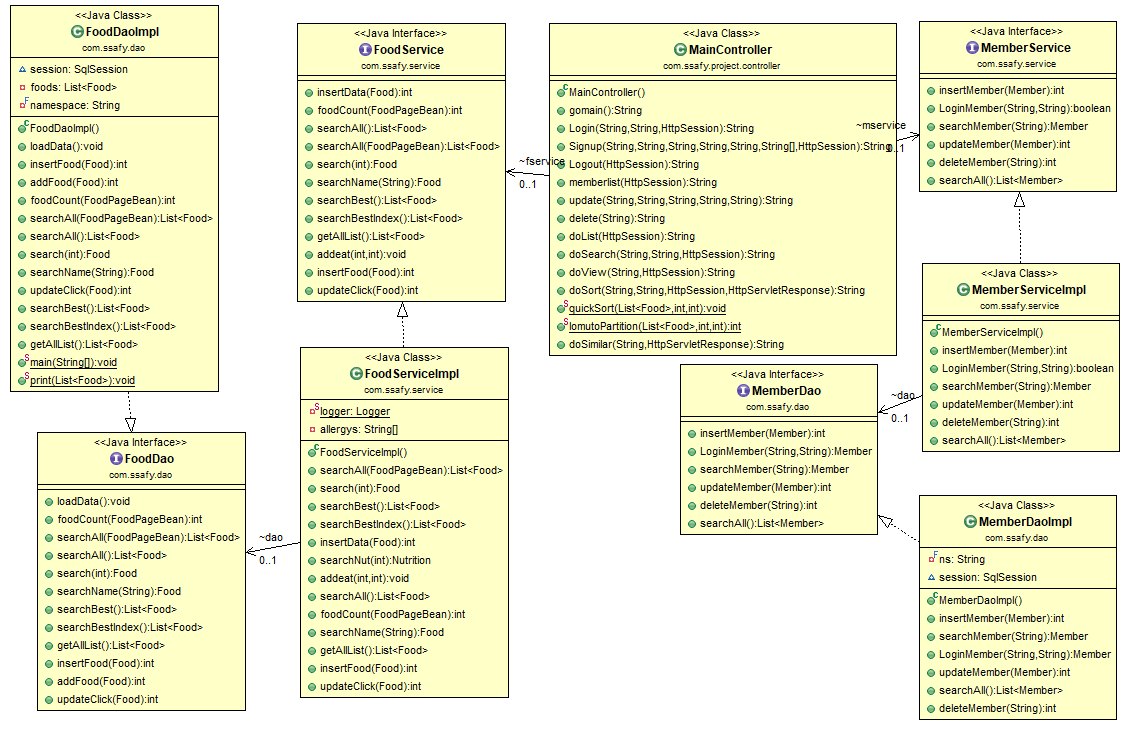 <<Java Class>>
FoodDaoImpl
com.ssafy.dao
session: SqlSession
foods: List<Food>
namespace: String
FoodDaoImpl()
loadData():void
insertFood(Food):int
addFood(Food):int
foodCount(FoodPageBean):int
searchAll(FoodPageBean):List<Food>
searchAll():List<Food>
search(int):Food
searchName(String):Food
updateClick(Food):int
searchBest():List<Food>
searchBestIndex():List<Food>
getAllList():List<Food>
main(String[]):void
print(List<Food>):void
<<Java Interface>>
FoodDao
com.ssafy.dao
loadData():void
foodCount(FoodPageBean):int
searchAll(FoodPageBean):List<Food>
searchAll():List<Food>
search(int):Food
searchName(String):Food
searchBest():List<Food>
searchBestIndex():List<Food>
getAllList():List<Food>
insertFood(Food):int
addFood(Food):int
updateClick(Food):int
<<Java Interface>>
FoodService
com.ssafy.service
insertData(Food):int
foodCount(FoodPageBean):int
searchAll():List<Food>
searchAll(FoodPageBean):List<Food>
search(int):Food
searchName(String):Food
searchBest():List<Food>
searchBestIndex():List<Food>
getAllList():List<Food>
addeat(int,int):void
insertFood(Food):int
updateClick(Food):int
<<Java Class>>
FoodServiceImpl
com.ssafy.service
logger: Logger
allergys: String[]
FoodServiceImpl()
searchAll(FoodPageBean):List<Food>
search(int):Food
searchBest():List<Food>
searchBestIndex():List<Food>
insertData(Food):int
searchNut(int):Nutrition
addeat(int,int):void
searchAll():List<Food>
foodCount(FoodPageBean):int
searchName(String):Food
getAllList():List<Food>
insertFood(Food):int
updateClick(Food):int
~dao
0..1
~fservice
0..1
<<Java Class>>
MainController
com.ssafy.project.controller
MainController()
gomain():String
Login(String,String,HttpSession):String
Signup(String,String,String,String,String,String[],HttpSession):String
Logout(HttpSession):String
memberlist(HttpSession):String
update(String,String,String,String,String):String
delete(String):String
doList(HttpSession):String
doSearch(String,String,HttpSession):String
doView(String,HttpSession):String
doSort(String,String,HttpSession,HttpServletResponse):String
quickSort(List<Food>,int,int):void
lomutoPartition(List<Food>,int,int):int
doSimilar(String,HttpServletResponse):String
~mservice
0..1
<<Java Interface>>
MemberService
com.ssafy.service
insertMember(Member):int
LoginMember(String,String):boolean
searchMember(String):Member
updateMember(Member):int
deleteMember(String):int
searchAll():List<Member>
<<Java Class>>
MemberServiceImpl
com.ssafy.service
MemberServiceImpl()
insertMember(Member):int
LoginMember(String,String):boolean
searchMember(String):Member
updateMember(Member):int
deleteMember(String):int
searchAll():List<Member>
~dao
0..1
<<Java Interface>>
MemberDao
com.ssafy.dao
insertMember(Member):int
LoginMember(String,String):Member
searchMember(String):Member
updateMember(Member):int
deleteMember(String):int
searchAll():List<Member>
<<Java Class>>
MemberDaoImpl
com.ssafy.dao
ns: String
session: SqlSession
MemberDaoImpl()
insertMember(Member):int
searchMember(String):Member
LoginMember(String,String):Member
updateMember(Member):int
searchAll():List<Member>
deleteMember(String):int